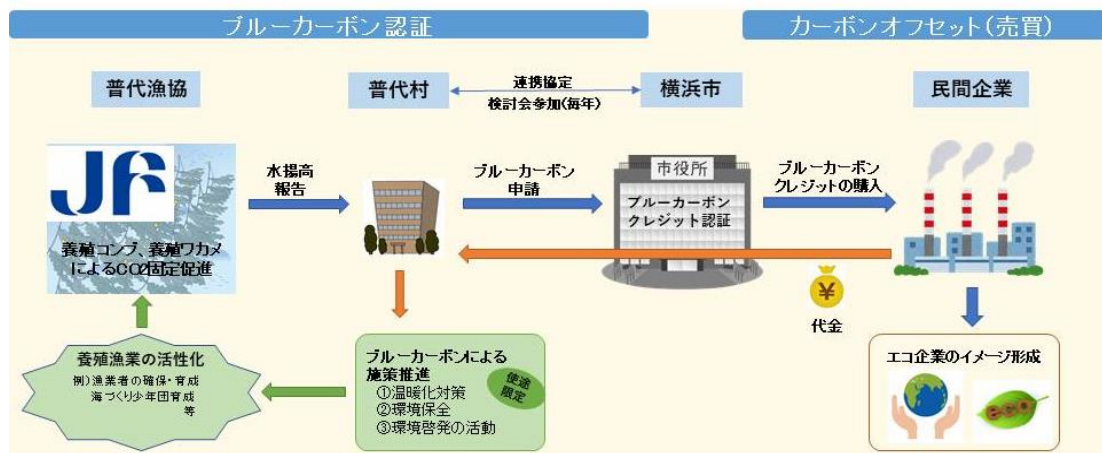 ブルーカーボン認証
カーボンオフセット(売買)
普代漁協
普代村
連携協定
検討会参加(毎年)
横浜市
民間企業
JF
養殖コンブ、養殖ワカメ
によるCO2固定促進
水揚高
報告
ブルーカーボン
申請
市役所
ブルーカーボン
クレジット認証
ブルーカーボン
クレジットの購入
¥
代金
養殖漁業の活性化
例)漁業者の確保・育成
海づくり少年団育成
等
ブルーカーボンによる
施策推進
①温暖化対策
②環境保全
③環境啓発の活動
使途
限定
エコ企業のイメージ形成
eco